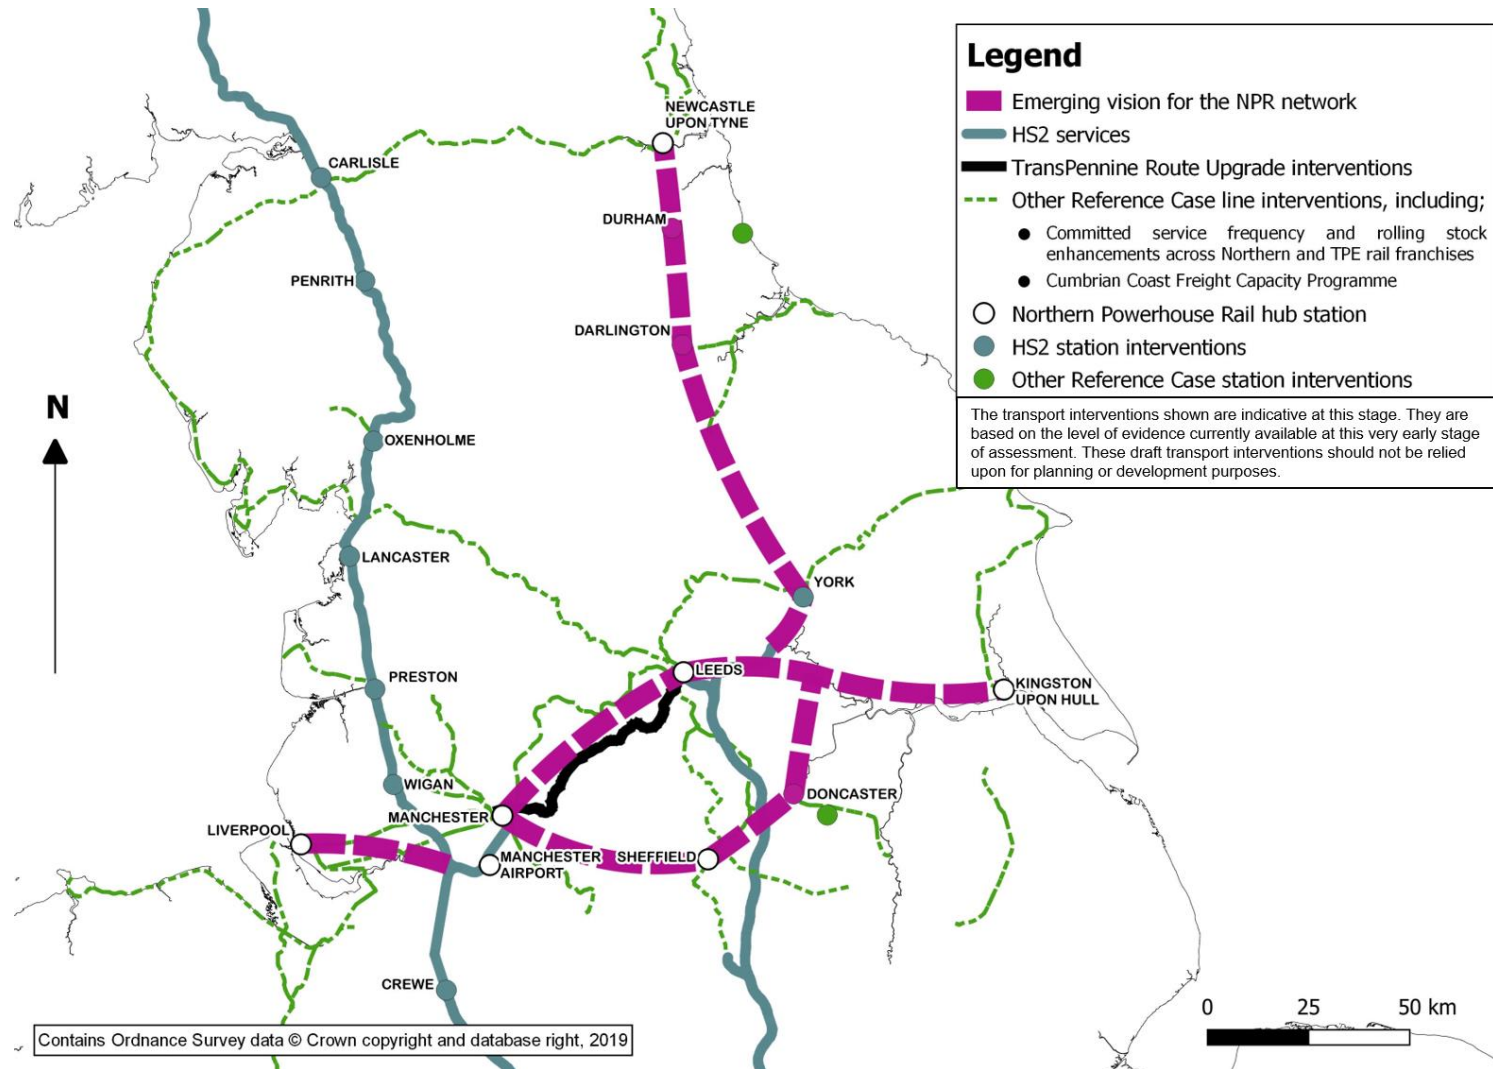 Legend
Emerging vision for the NPR network
HS2 services
TransPennine Route Upgrade interventions
Other Reference Case line interventions, including;
● Committed service frequency and rolling stock
enhancements across Northern and TPE rail franchises
● Cumbrian Coast Freight Capacity Programme
Northern Powerhouse Rail hub station
HS2 station interventions
Other Reference Case station interventions
The transport interventions shown are indicative at this stage. They are
based on the level of evidence currently available at this very early stage
of assessment. These draft transport interventions should not be relied
upon for planning or development purposes.
NEWCASTLE
UPON TYNE
CARLISLE
DURHAM
PENRITH
DARLINGTON
N
OXENHOLME
LANCASTER
YORK
PRESTON
LEEDS
KINGSTON
UPON HULL
WIGAN
DONCASTER
MANCHESTER
LIVERPOOL
MANCHESTER
AIRPORT
SHEFFIELD
CREWE
0 25 50 km
Contains Ordnance Survey data © Crown copyright and database right, 2019